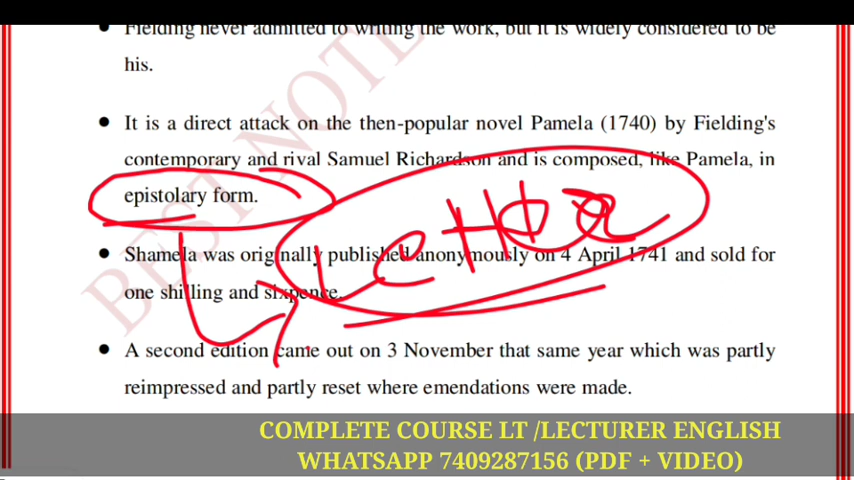 Fielding never admitted to writing the work, but it is widely considered to be
his.
It is a direct attack on the then-popular novel Pamela (1740) by Fielding's
contemporary and rival Samuel Richardson and is composed, like Pamela, in
epistolary form.
Shamela was originally published anonymously on 4 April 1741 and sold for
one shilling and sixpence.
A second edition came out on 3 November that same year which was partly
reimpressed and partly reset where emendations were made.
COMPLETE COURSE LT /LECTURER ENGLISH
WHATSAPP 7409287156 (PDF + VIDEO)